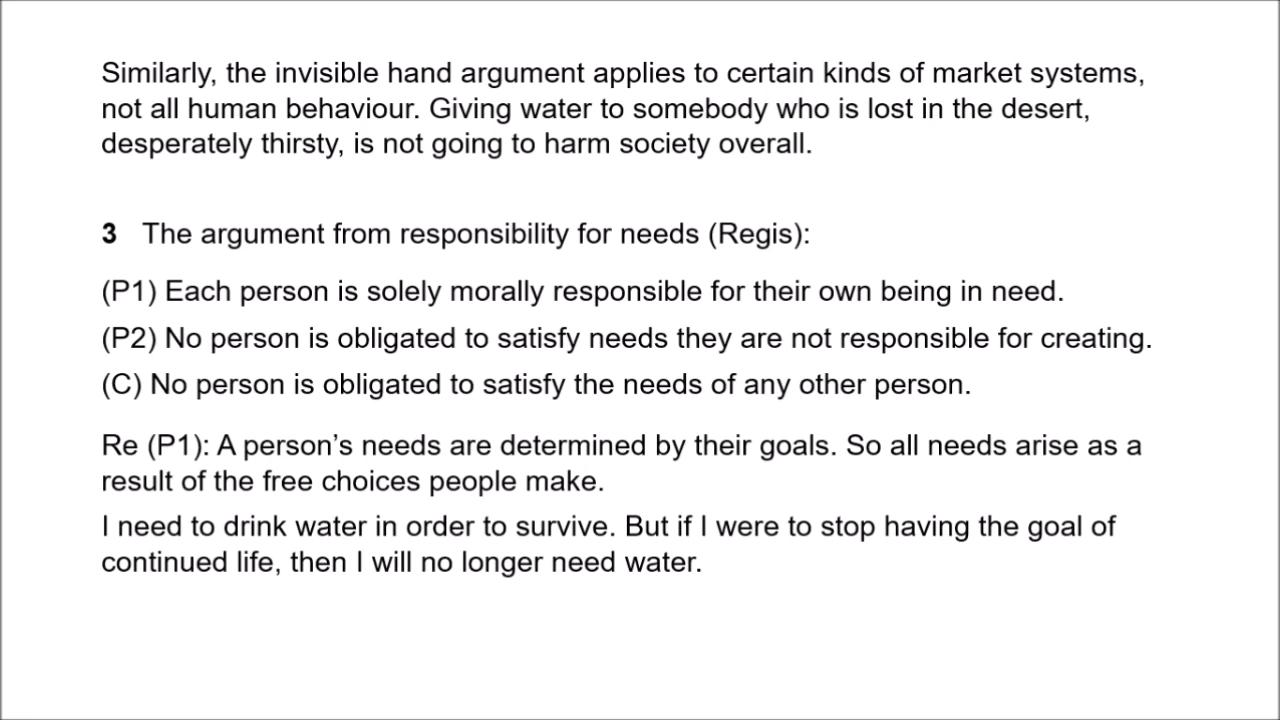 Similarly, the invisible hand argument applies to certain kinds of market systems,
not all human behaviour. Giving water to somebody who is lost in the desert,
desperately thirsty, is not going to harm society overall.
3 The argument from responsibility for needs (Regis):
(P1) Each person is solely morally responsible for their own being in need.
(P2) No person is obligated to satisfy needs they are not responsible for creating.
(C) No person is obligated to satisfy the needs of any other person.
Re (P1): A person’s needs are determined by their goals. So all needs arise as a
result of the free choices people make.
I need to drink water in order to survive. But if I were to stop having the goal of
continued life, then I will no longer need water.